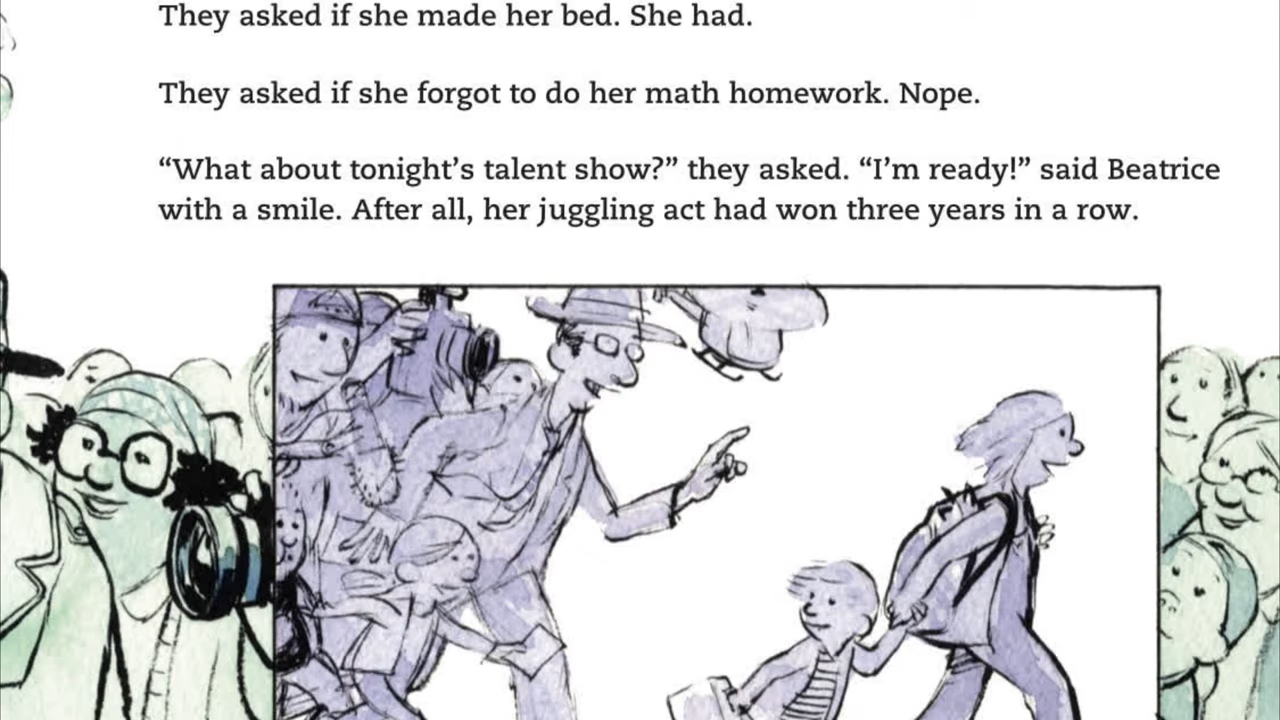 They asked if she made her bed. She had.
They asked if she forgot to do her math homework. Nope.
“What about tonight’s talent show?” they asked. “I’m ready!” said Beatrice
with a smile. After all, her juggling act had won three years in a row.